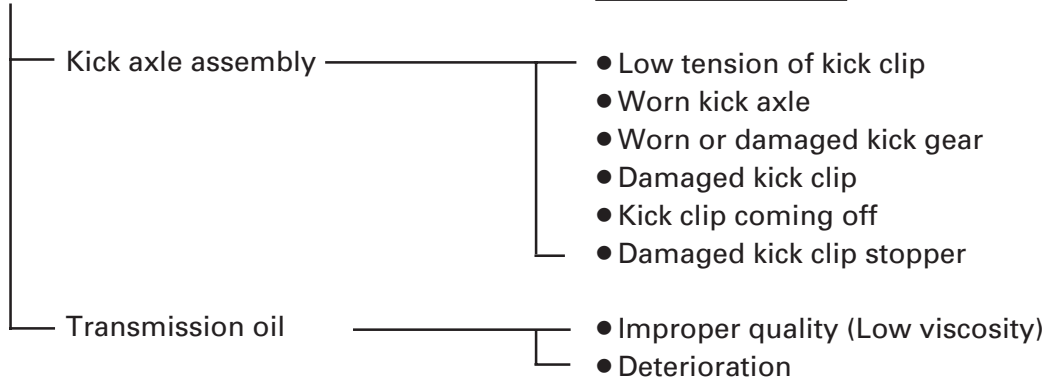 Kick axle assembly
● Low tension of kick clip
● Worn kick axle
● Worn or damaged kick gear
● Damaged kick clip
● Kick clip coming off
● Damaged kick clip stopper
Transmission oil
● Improper quality (Low viscosity)
● Deterioration